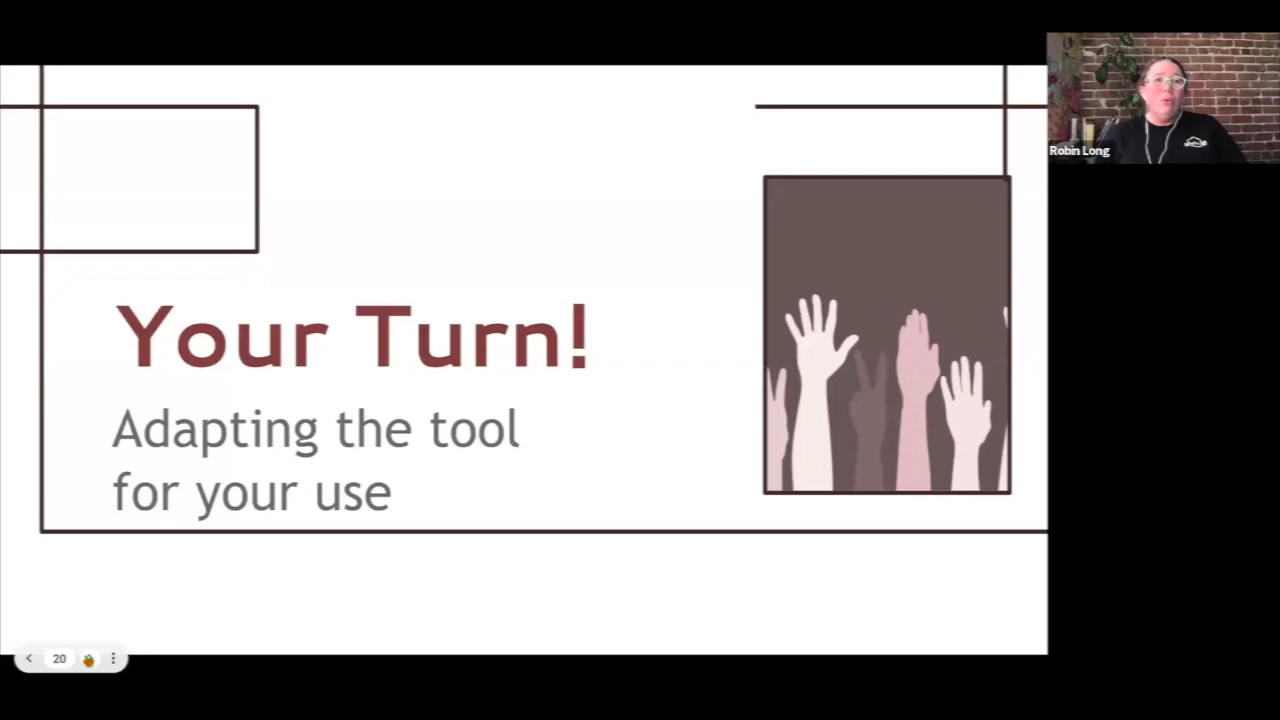 Your Turn!
Adapting the tool
for your use
Robin Long
20